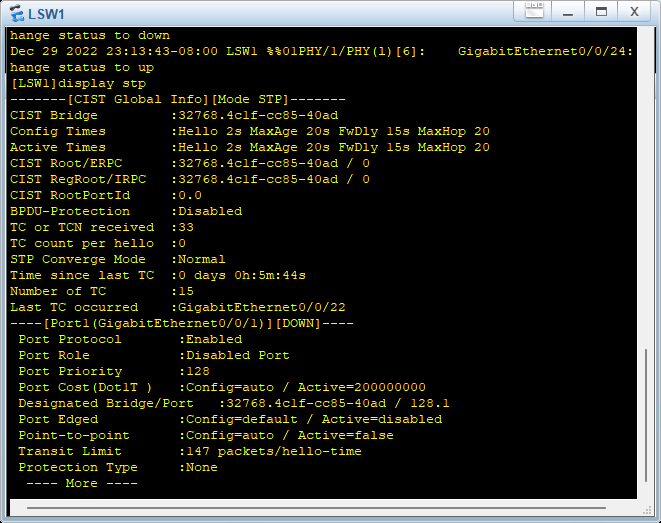 LSW1
hange status to down
Dec 29 2022 23:13:43-08:00 LSW1 %%01PHY/1/PHY(l)[6]:    GigabitEthernet0/0/24:
hange status to up
[LSW1]display stp
-------[CIST Global Info][Mode STP]-------
CIST Bridge         :32768.4c1f-cc85-40ad
Config Times        :Hello 2s MaxAge 20s FwDly 15s MaxHop 20
Active Times        :Hello 2s MaxAge 20s FwDly 15s MaxHop 20
CIST Root/ERPC      :32768.4c1f-cc85-40ad / 0
CIST RegRoot/IRPC   :32768.4c1f-cc85-40ad / 0
CIST RootPortId     :0.0
BPDU-Protection     :Disabled
TC or TCN received  :33
TC count per hello  :0
STP Converge Mode   :Normal
Time since last TC  :0 days 0h:5m:44s
Number of TC        :15
Last TC occurred    :GigabitEthernet0/0/22
----[Port1(GigabitEthernet0/0/1)][DOWN]----
 Port Protocol       :Enabled
 Port Role           :Disabled Port
 Port Priority       :128
 Port Cost(Dot1T )   :Config=auto / Active=200000000
 Designated Bridge/Port   :32768.4c1f-cc85-40ad / 128.1
 Port Edged          :Config=default / Active=disabled
 Point-to-point      :Config=auto / Active=false
 Transit Limit       :147 packets/hello-time
 Protection Type     :None
  ---- More ----